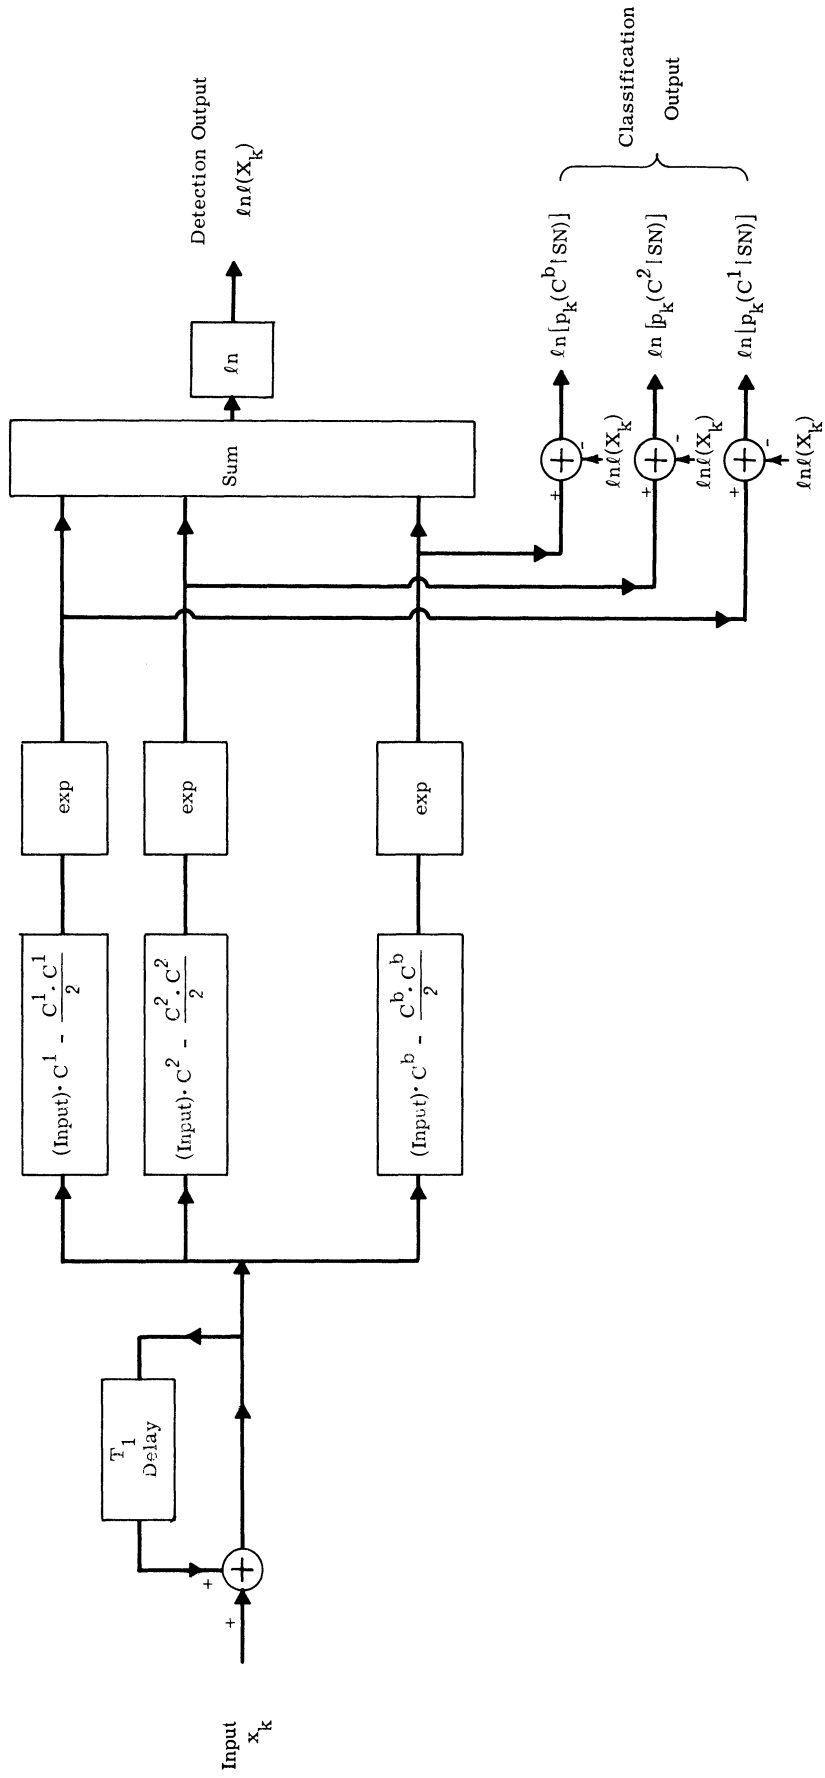 Input
x_k
+
+
+
T_1
Delay
(Input)· C^1 - C^1 · C^1 / 2
(Input)· C^2 - C^2 · C^2 / 2
(Input)· C^b - C^b · C^b / 2
exp
exp
exp
Sum
ℓn
Detection Output
ℓnℓ(X_k)
+
+
-
ℓnℓ(X_k)
ℓn[p_k(C^b|SN)]
+
+
-
ℓnℓ(X_k)
ℓn[p_k(C^2|SN)]
+
+
-
ℓnℓ(X_k)
ℓn[p_k(C^1|SN)]
Classification
Output